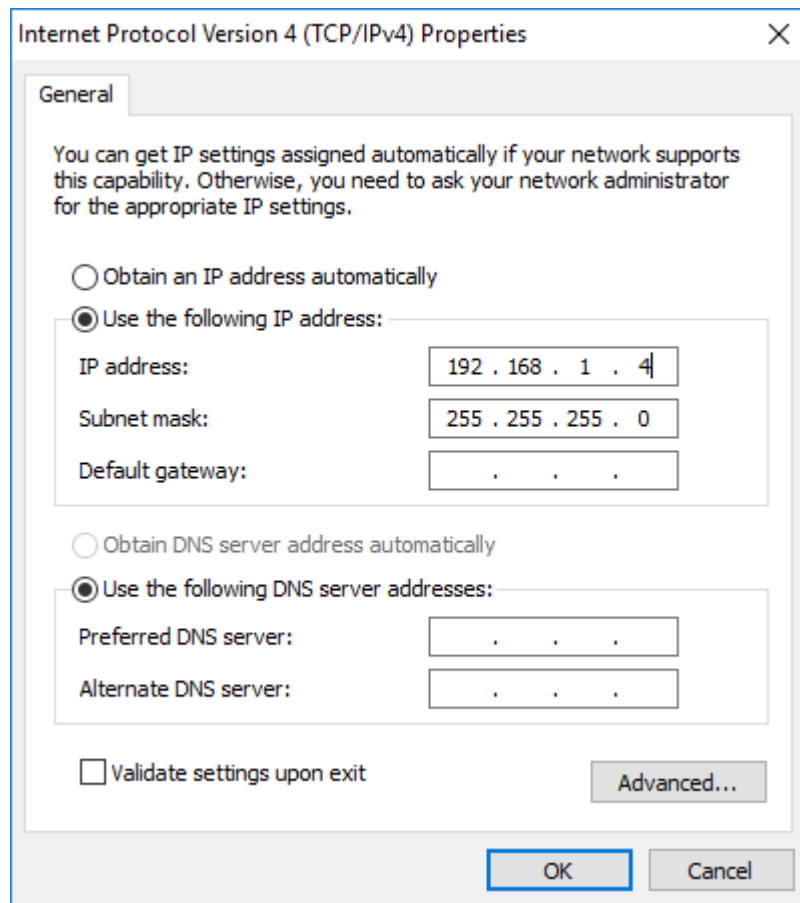 Internet Protocol Version 4 (TCP/IPv4) Properties
General
You can get IP settings assigned automatically if your network supports
this capability. Otherwise, you need to ask your network administrator
for the appropriate IP settings.
Obtain an IP address automatically
Use the following IP address:
IP address: 192 . 168 . 1 . 4
Subnet mask: 255 . 255 . 255 . 0
Default gateway: . . .
Obtain DNS server address automatically
Use the following DNS server addresses:
Preferred DNS server: . . .
Alternate DNS server: . . .
Validate settings upon exit
Advanced...
OK Cancel